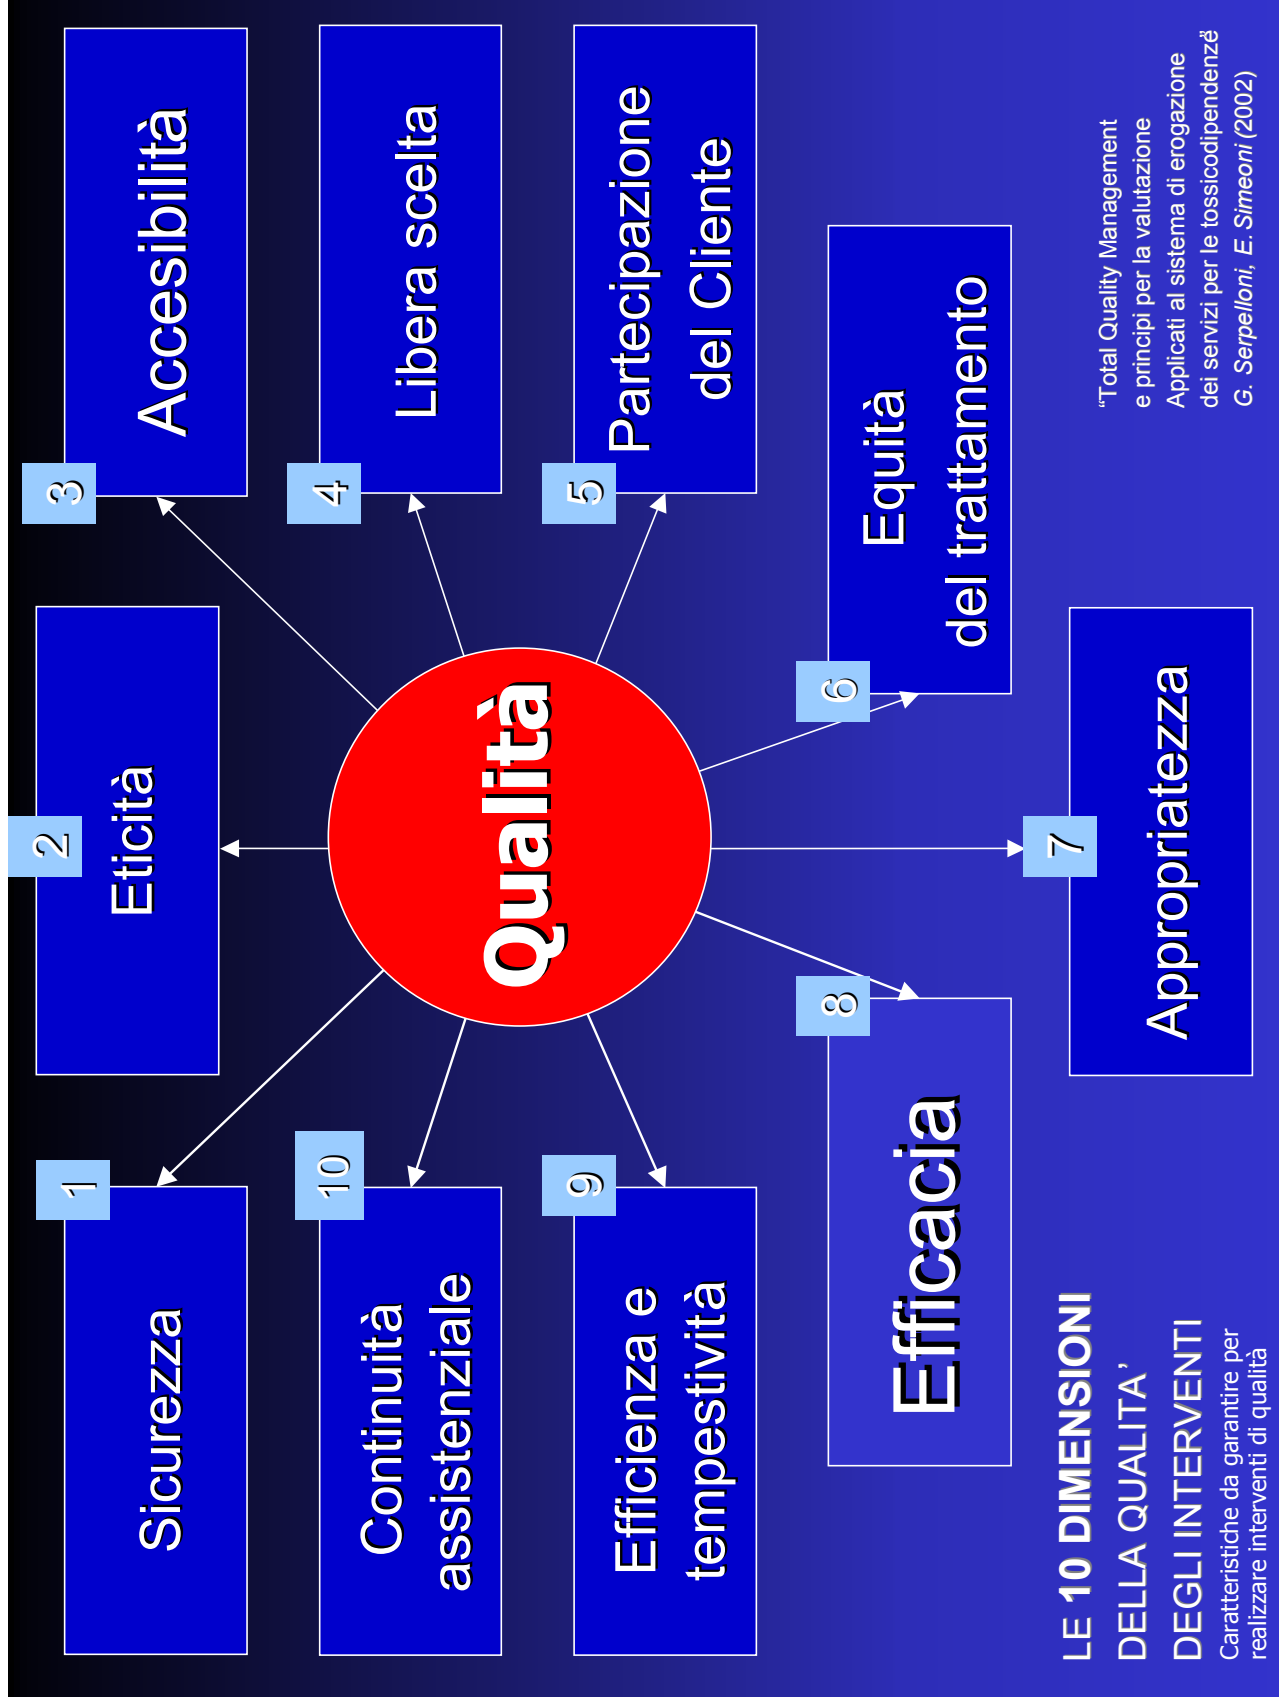 1
Sicurezza
2
Eticità
3
Accesibilità
10
Continuità
assistenziale
Qualità
4
Libera scelta
9
Efficienza e
tempestività
5
Partecipazione
del Cliente
8
Efficacia
6
Equità
del trattamento
7
Appropriatezza
LE 10 DIMENSIONI
DELLA QUALITA’
DEGLI INTERVENTI
Caratteristiche da garantire per
realizzare interventi di qualità
“Total Quality Management
e principi per la valutazione
Applicati al sistema di erogazione
dei servizi per le tossicodipendenze”
G. Serpelloni, E. Simeoni (2002)